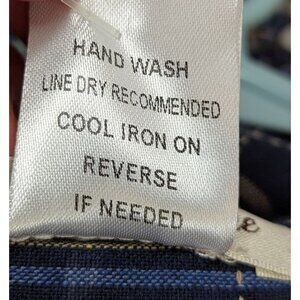 HAND WASH
LINE DRY RECOMMENDED
COOL IRON ON
REVERSE
IF NEEDED